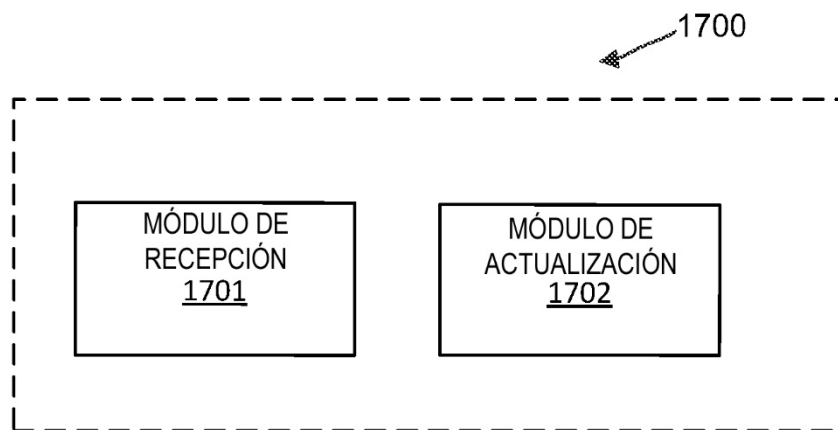 1700
MÓDULO DE
RECEPCIÓN
1701
MÓDULO DE
ACTUALIZACIÓN
1702